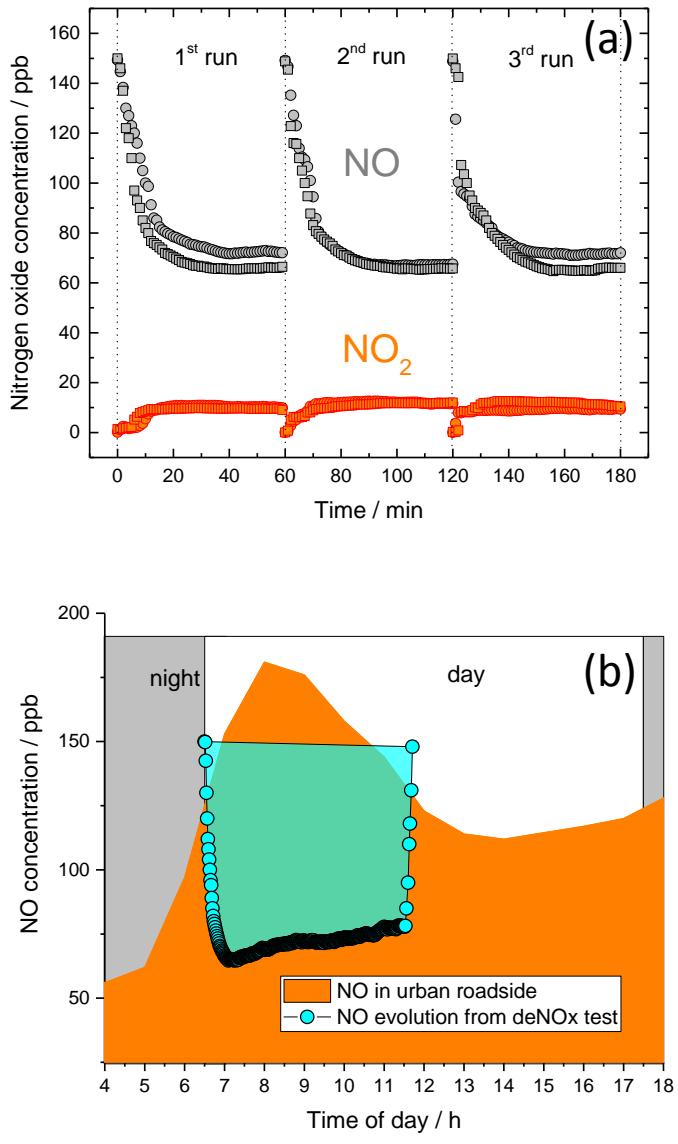 (a)
1st run
2nd run
3rd run
NO
NO2
160
140
120
100
80
60
40
20
0
Nitrogen oxide concentration / ppb
0 20 40 60 80 100 120 140 160 180
Time / min
(b)
night
day
200
150
100
50
NO concentration / ppb
NO in urban roadside
NO evolution from deNOx test
4 5 6 7 8 9 10 11 12 13 14 15 16 17 18
Time of day / h